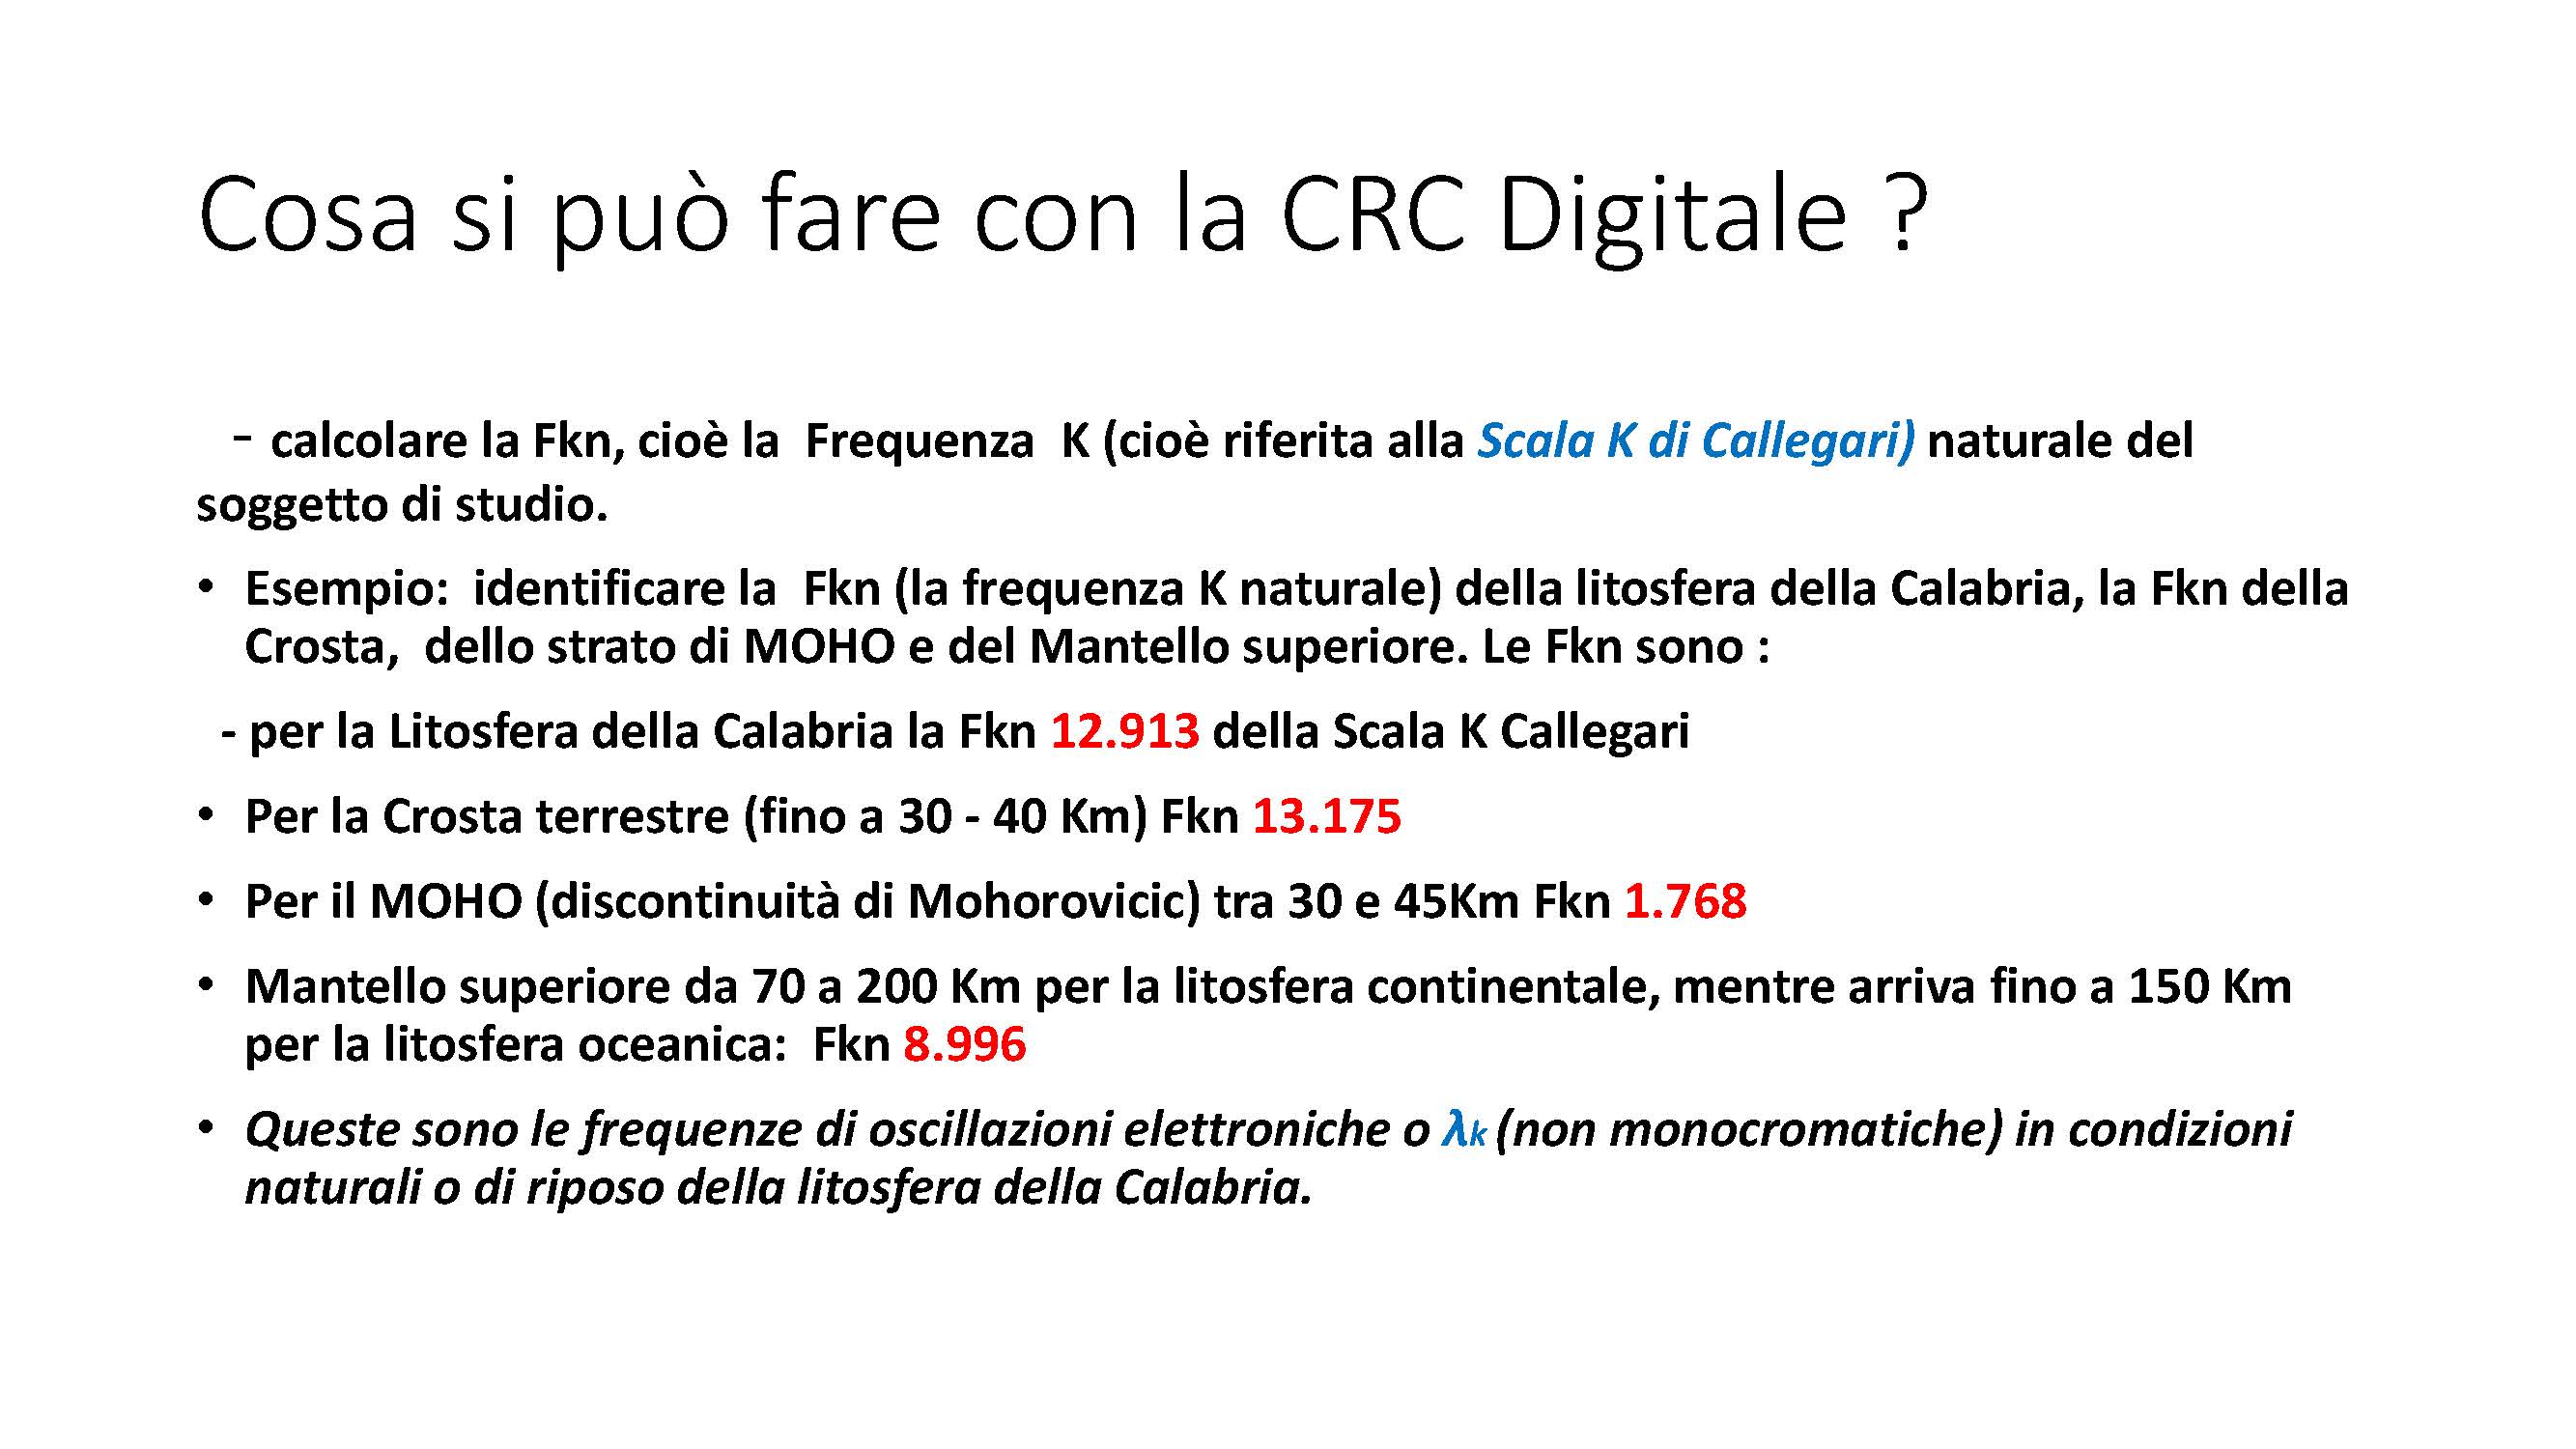 Cosa si può fare con la CRC Digitale ?
- calcolare la Fkn, cioè la Frequenza K (cioè riferita alla Scala K di Callegari) naturale del
soggetto di studio.
• Esempio: identificare la Fkn (la frequenza K naturale) della litosfera della Calabria, la Fkn della
Crosta, dello strato di MOHO e del Mantello superiore. Le Fkn sono :
- per la Litosfera della Calabria la Fkn 12.913 della Scala K Callegari
• Per la Crosta terrestre (fino a 30 - 40 Km) Fkn 13.175
• Per il MOHO (discontinuità di Mohorovicic) tra 30 e 45Km Fkn 1.768
• Mantello superiore da 70 a 200 Km per la litosfera continentale, mentre arriva fino a 150 Km
per la litosfera oceanica: Fkn 8.996
• Queste sono le frequenze di oscillazioni elettroniche o λk (non monocromatiche) in condizioni
naturali o di riposo della litosfera della Calabria.